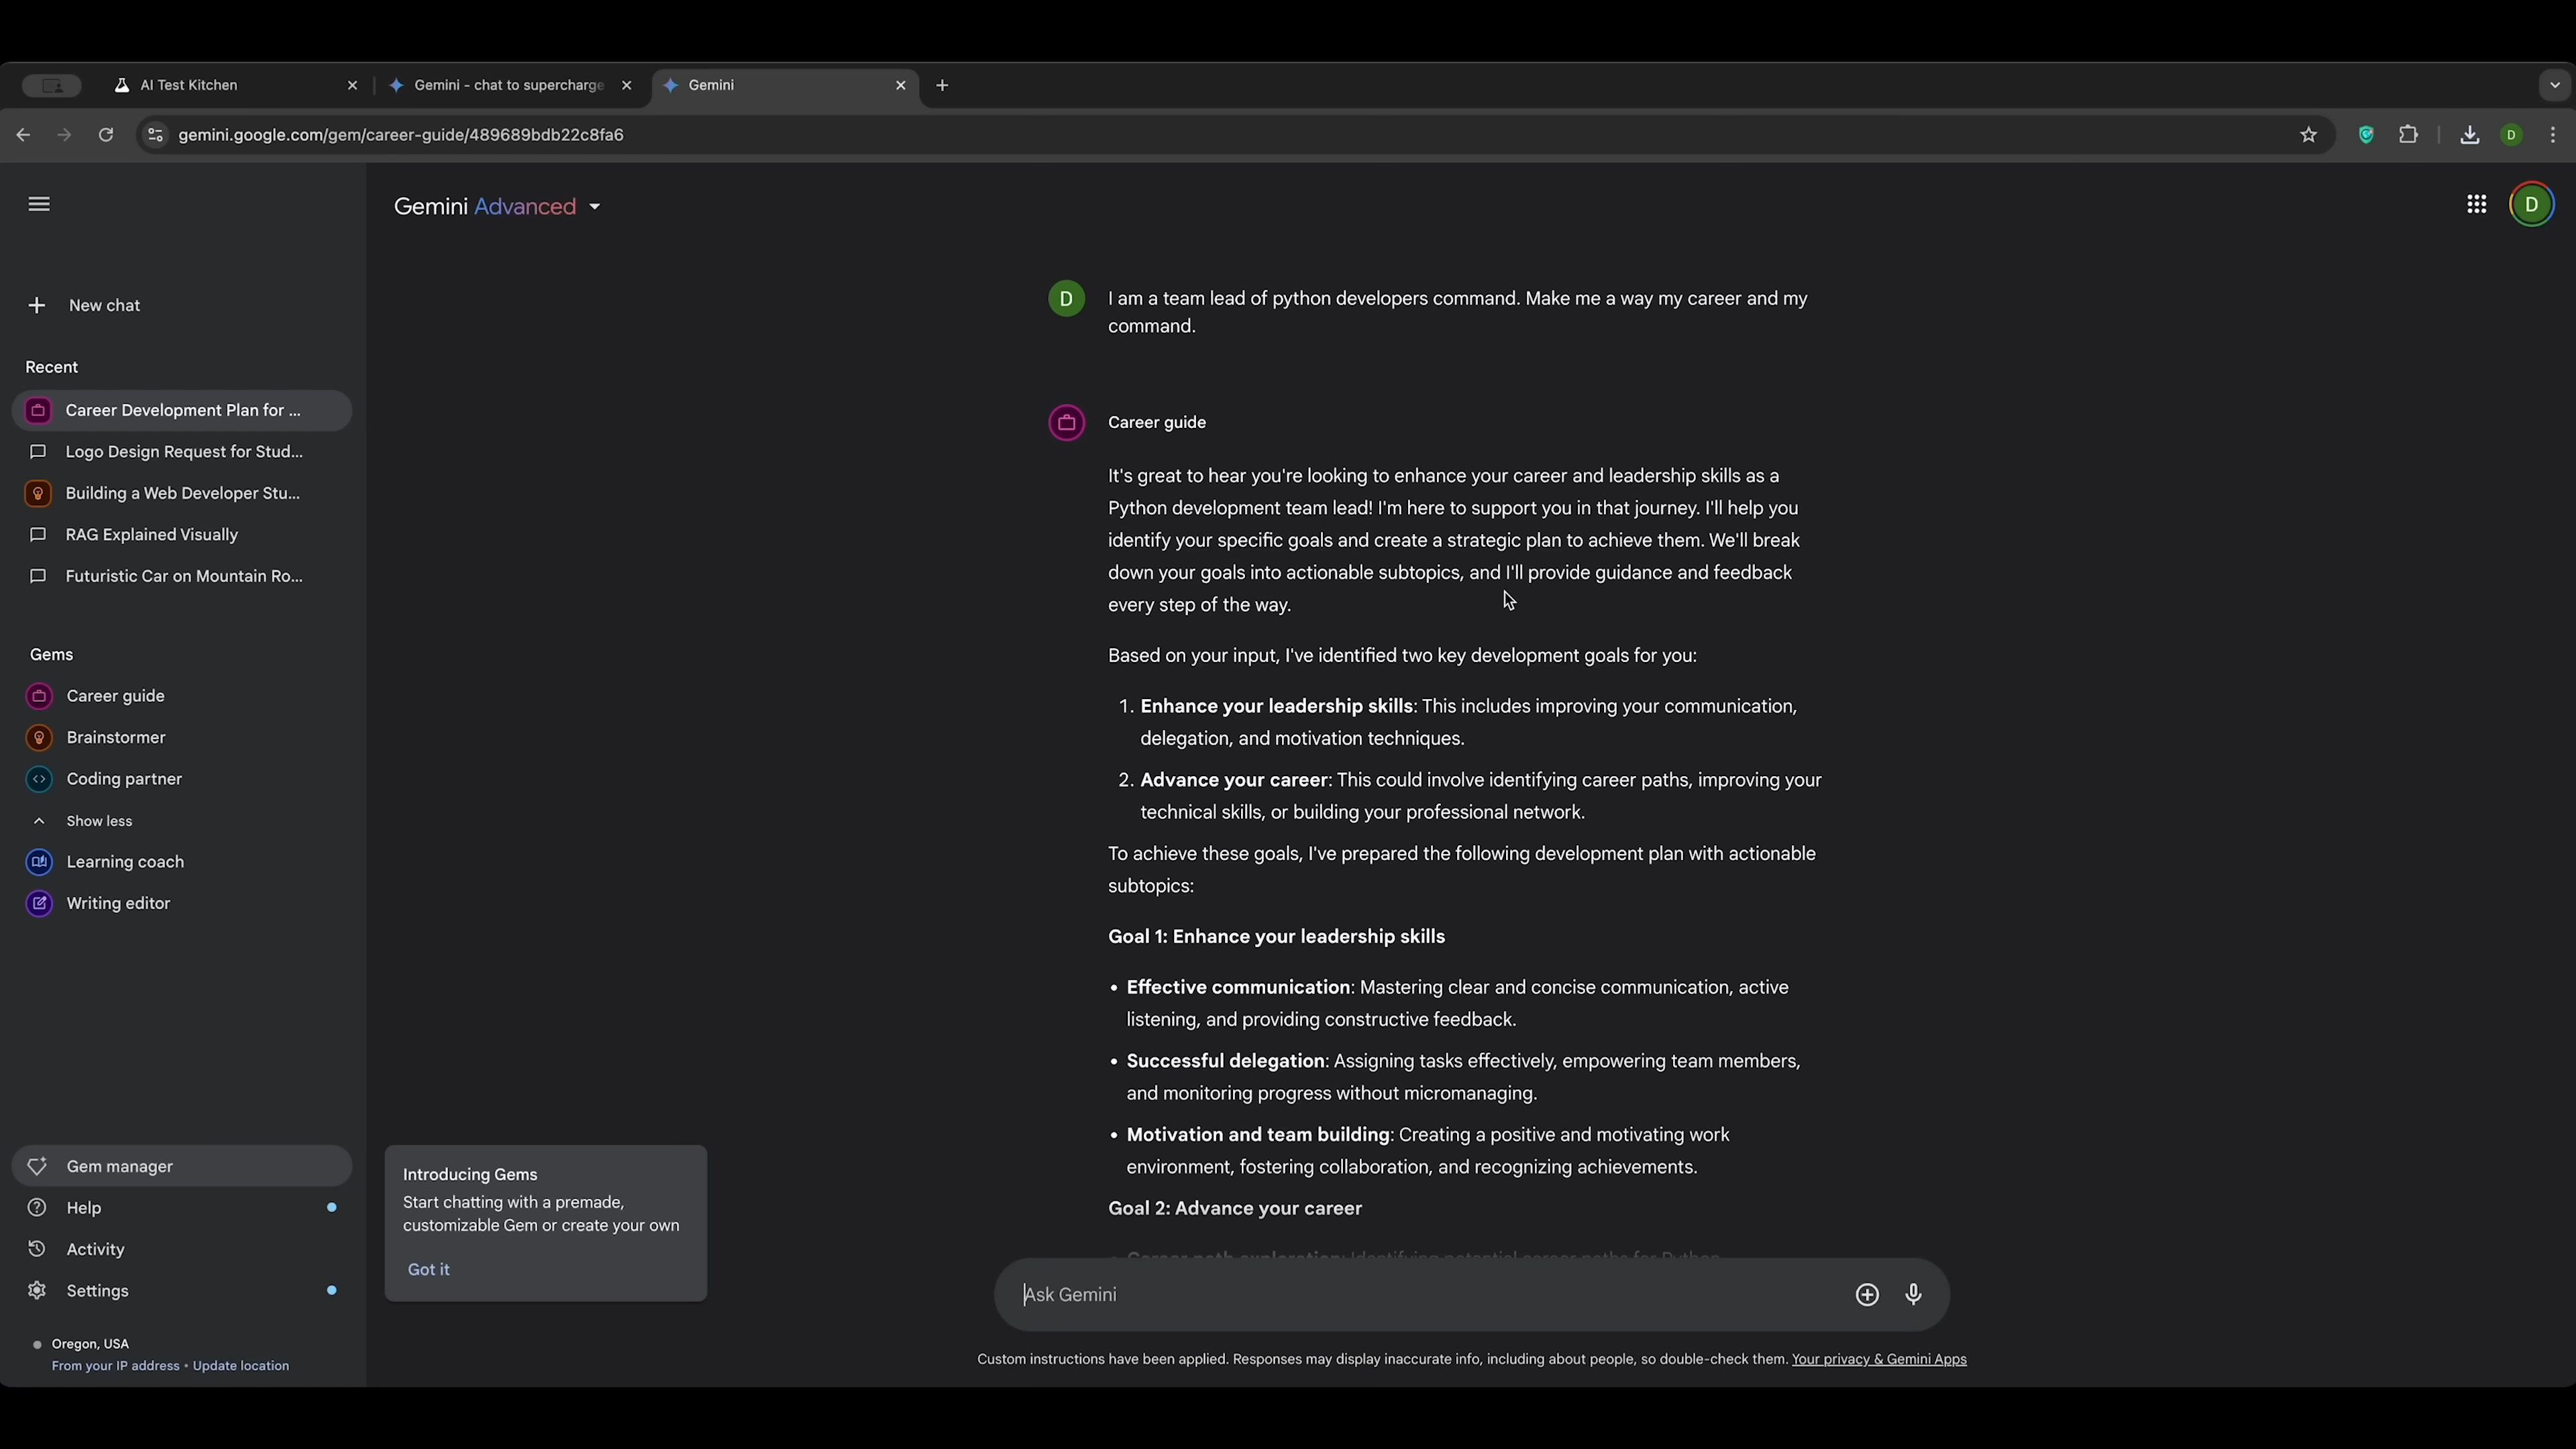 AI Test Kitchen
Gemini - chat to supercharge
Gemini
gemini.google.com/gem/career-guide/489689bdb22c8fa6
D
Gemini Advanced
D
New chat
Recent
Career Development Plan for ...
Logo Design Request for Stud...
Building a Web Developer Stu...
RAG Explained Visually
Futuristic Car on Mountain Ro...
Gems
Career guide
Brainstormer
Coding partner
Show less
Learning coach
Writing editor
Gem manager
Help
Activity
Settings
Oregon, USA
From your IP address • Update location
Introducing Gems
Start chatting with a premade,
customizable Gem or create your own
Got it
D
I am a team lead of python developers command. Make me a way my career and my
command.
Career guide
It's great to hear you're looking to enhance your career and leadership skills as a
Python development team lead! I'm here to support you in that journey. I'll help you
identify your specific goals and create a strategic plan to achieve them. We'll break
down your goals into actionable subtopics, and I'll provide guidance and feedback
every step of the way.
Based on your input, I've identified two key development goals for you:
1. Enhance your leadership skills: This includes improving your communication,
delegation, and motivation techniques.
2. Advance your career: This could involve identifying career paths, improving your
technical skills, or building your professional network.
To achieve these goals, I've prepared the following development plan with actionable
subtopics:
Goal 1: Enhance your leadership skills
• Effective communication: Mastering clear and concise communication, active
listening, and providing constructive feedback.
• Successful delegation: Assigning tasks effectively, empowering team members,
and monitoring progress without micromanaging.
• Motivation and team building: Creating a positive and motivating work
environment, fostering collaboration, and recognizing achievements.
Goal 2: Advance your career
• Career path exploration: Identifying potential career paths for Python
Ask Gemini
Custom instructions have been applied. Responses may display inaccurate info, including about people, so double-check them. Your privacy & Gemini Apps